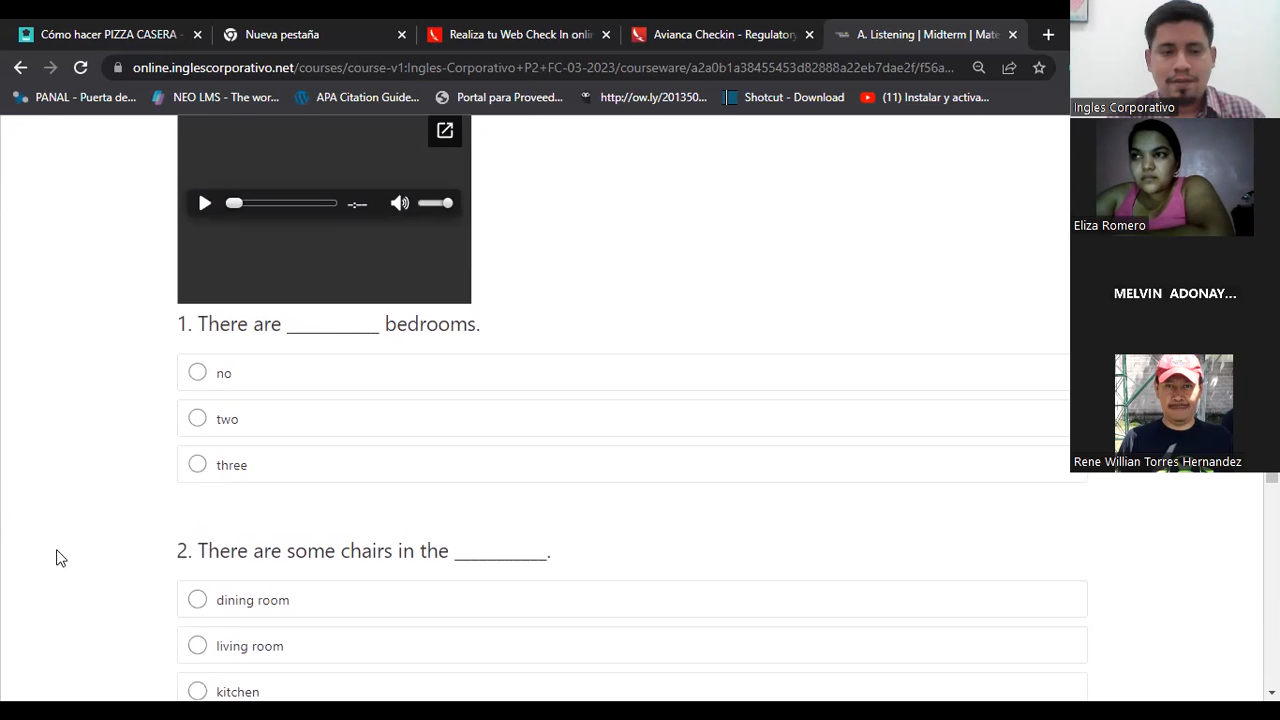 Cómo hacer PIZZA CASERA -
Nueva pestaña
Realiza tu Web Check In onlin
Avianca Checkin - Regulatory
A. Listening | Midterm | Mate
online.inglescorporativo.net/courses/course-v1:Ingles-Corpotivo+P2+FC-03-2023/courseware/a2a0b1a38455453d82888a22eb7dae2f/f56a...
PANAL - Puerta de...
NEO LMS - The wor...
APA Citation Guide...
Portal para Proveed...
http://ow.ly/201350...
Shotcut - Download
(11) Instalar y activa...
Ingles Corporativo
Eliza Romero
MELVIN ADONAY...
Rene Willian Torres Hernandez
-:--
1. There are __________ bedrooms.
no
two
three
2. There are some chairs in the __________.
dining room
living room
kitchen